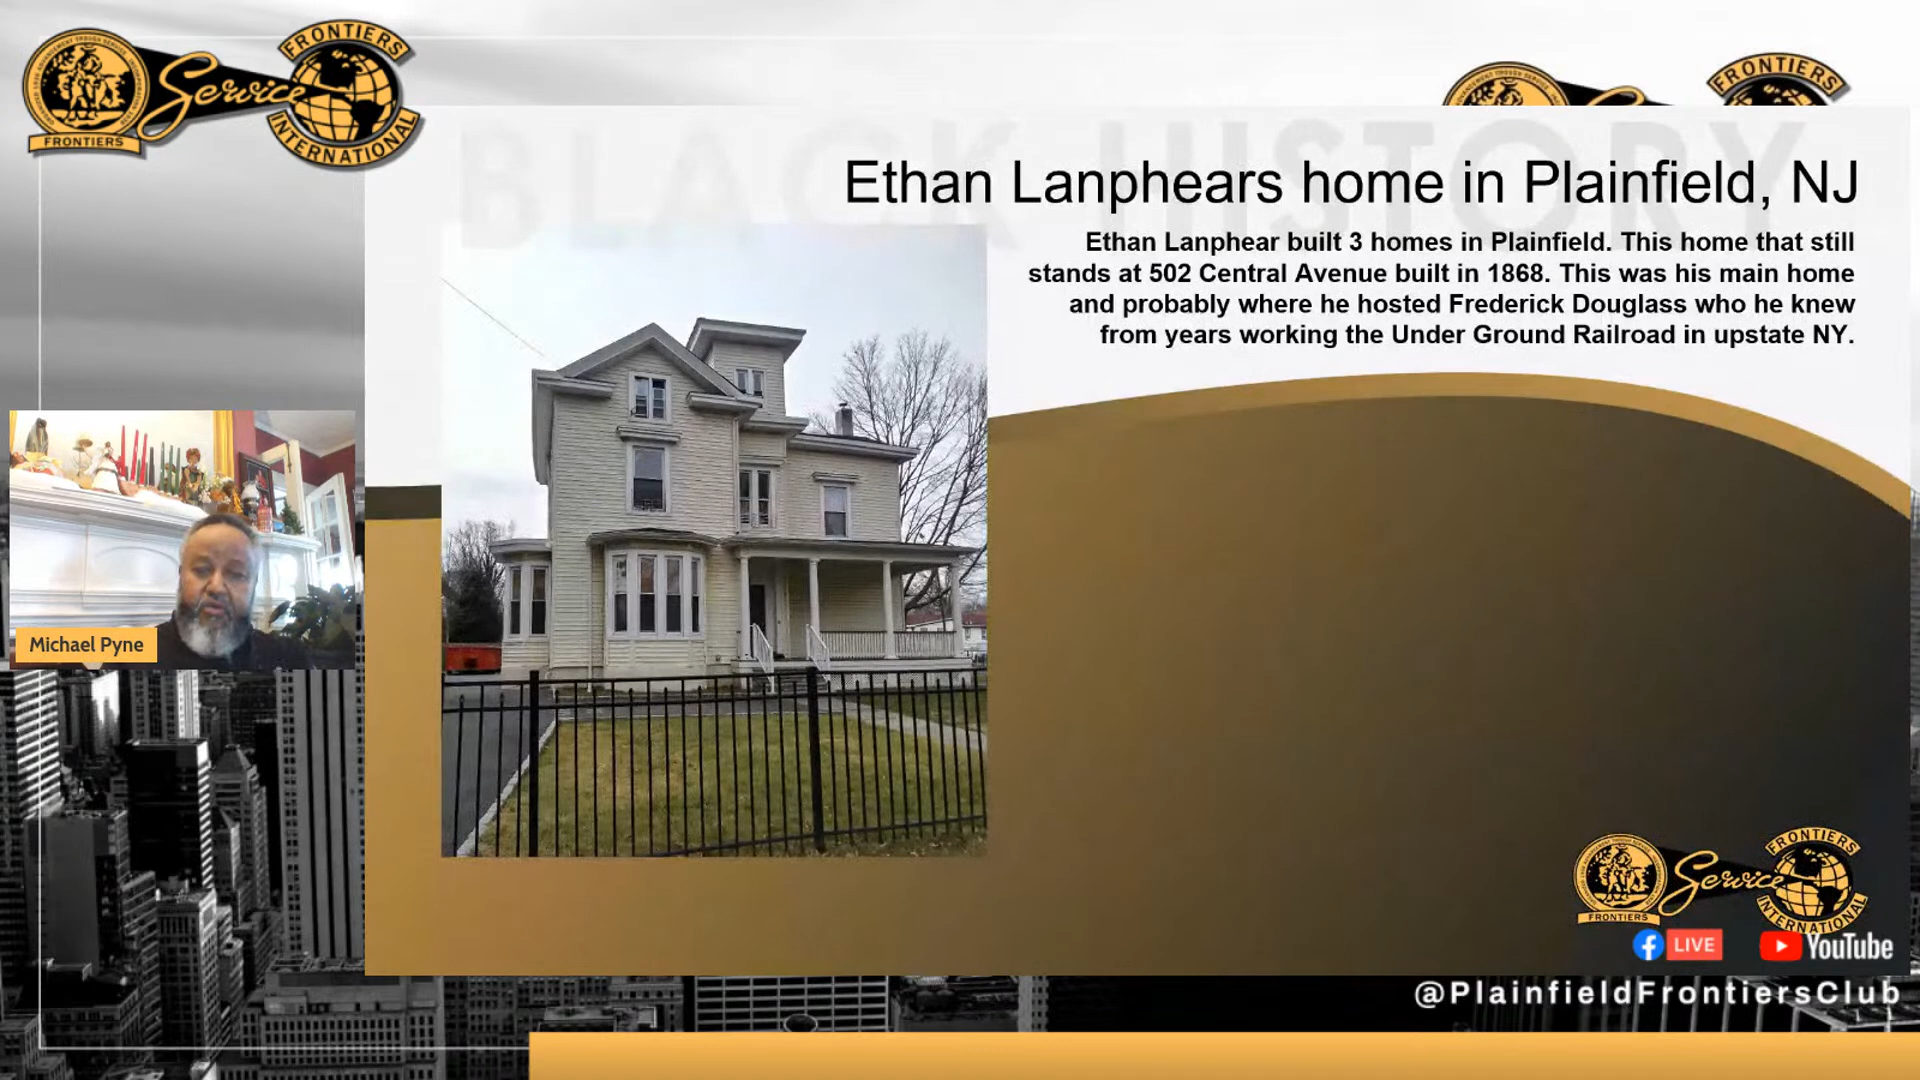 FRONTIERS
Service
FRONTIERS
INTERNATIONAL
FRONTIERS
BLACK HISTORY
Ethan Lanphears home in Plainfield, NJ
Ethan Lanphear built 3 homes in Plainfield. This home that still
stands at 502 Central Avenue built in 1868. This was his main home
and probably where he hosted Frederick Douglass who he knew
from years working the Under Ground Railroad in upstate NY.
Michael Pyne
FRONTIERS
Service
FRONTIERS
INTERNATIONAL
LIVE
YouTube
@PlainfieldFrontiersClub